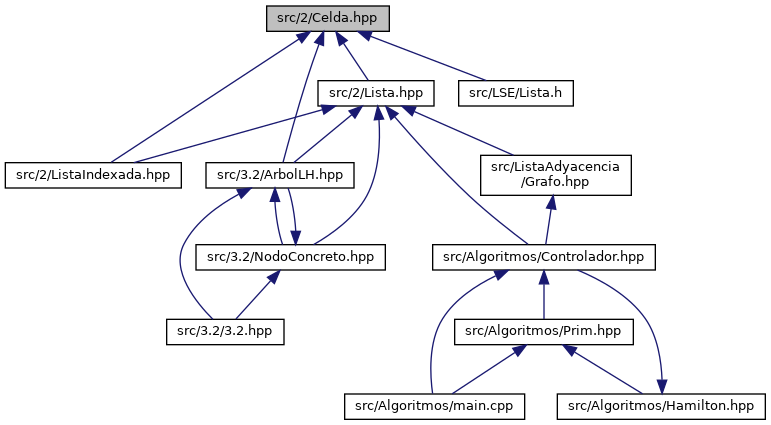 src/2/Celda.hpp
src/2/Lista.hpp
src/LSE/Lista.h
src/2/ListaIndexada.hpp
src/3.2/ArbolLH.hpp
src/ListaAdyacencia
/Grafo.hpp
src/3.2/NodoConcreto.hpp
src/Algoritmos/Controlador.hpp
src/3.2/3.2.hpp
src/Algoritmos/Prim.hpp
src/Algoritmos/main.cpp
src/Algoritmos/Hamilton.hpp